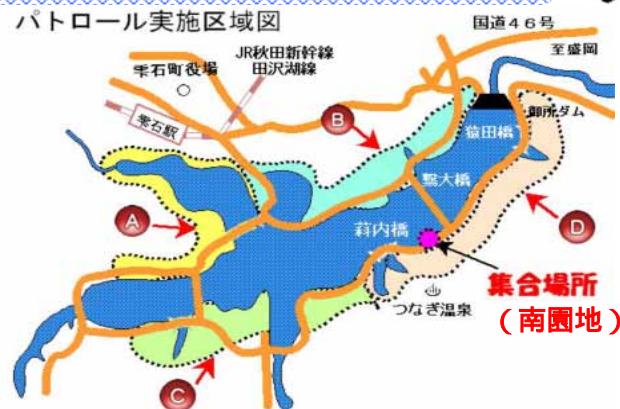 パトロール実施区域図
国道46号
至盛岡
JR秋田新幹線
田沢湖線
雫石町役場
雫石駅
御所ダム
猿田橋
B
繋大橋
A
D
萪内橋
集合場所
(南園地)
つなぎ温泉
C